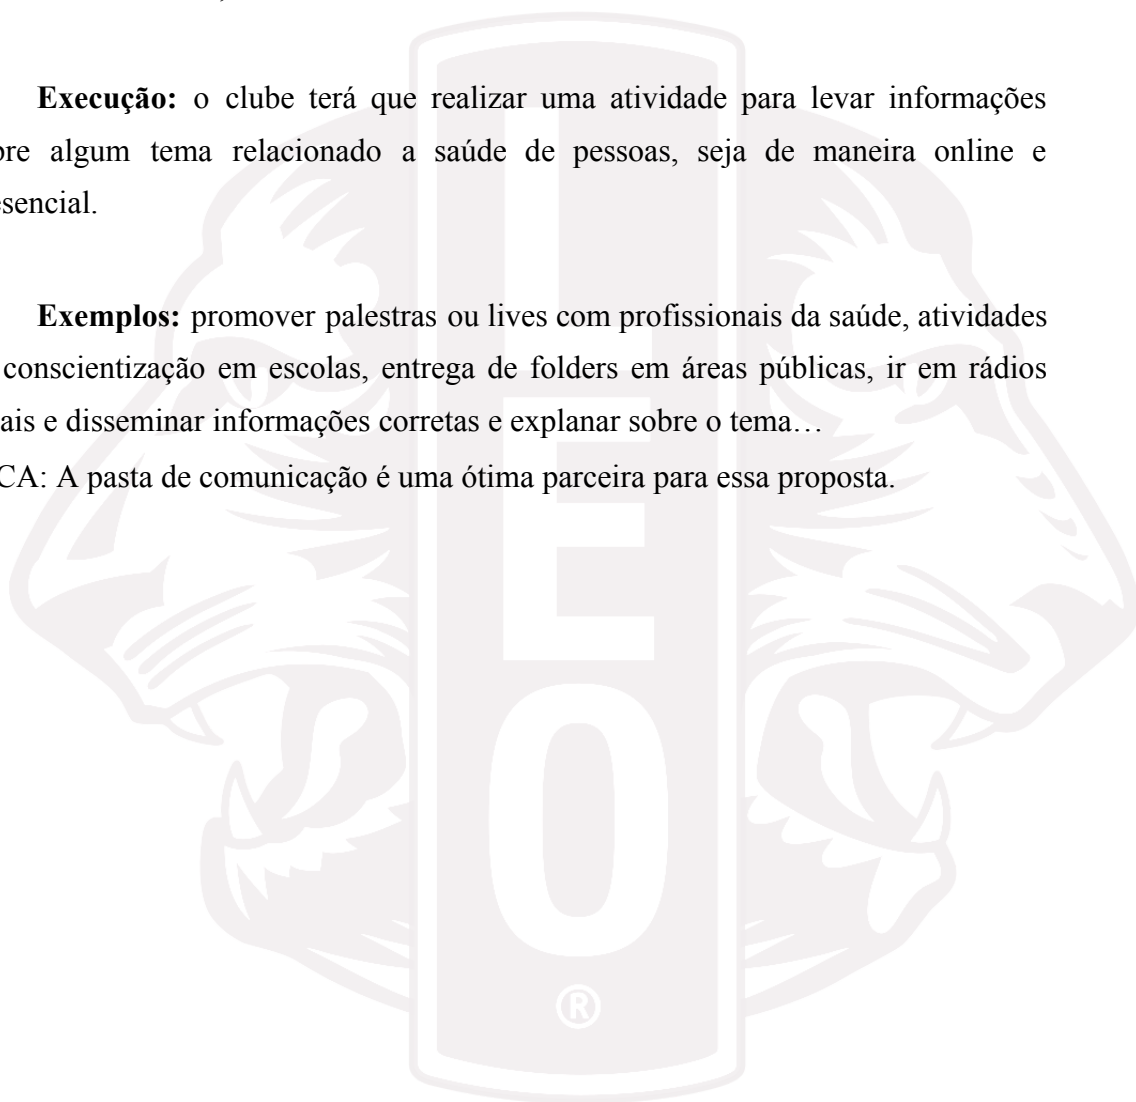 Execução: o clube terá que realizar uma atividade para levar informações
bre algum tema relacionado a saúde de pessoas, seja de maneira online e
esencial.
Exemplos: promover palestras ou lives com profissionais da saúde, atividades
conscientização em escolas, entrega de folders em áreas públicas, ir em rádios
ais e disseminar informações corretas e explanar sobre o tema…
CA: A pasta de comunicação é uma ótima parceira para essa proposta.
LEO
®